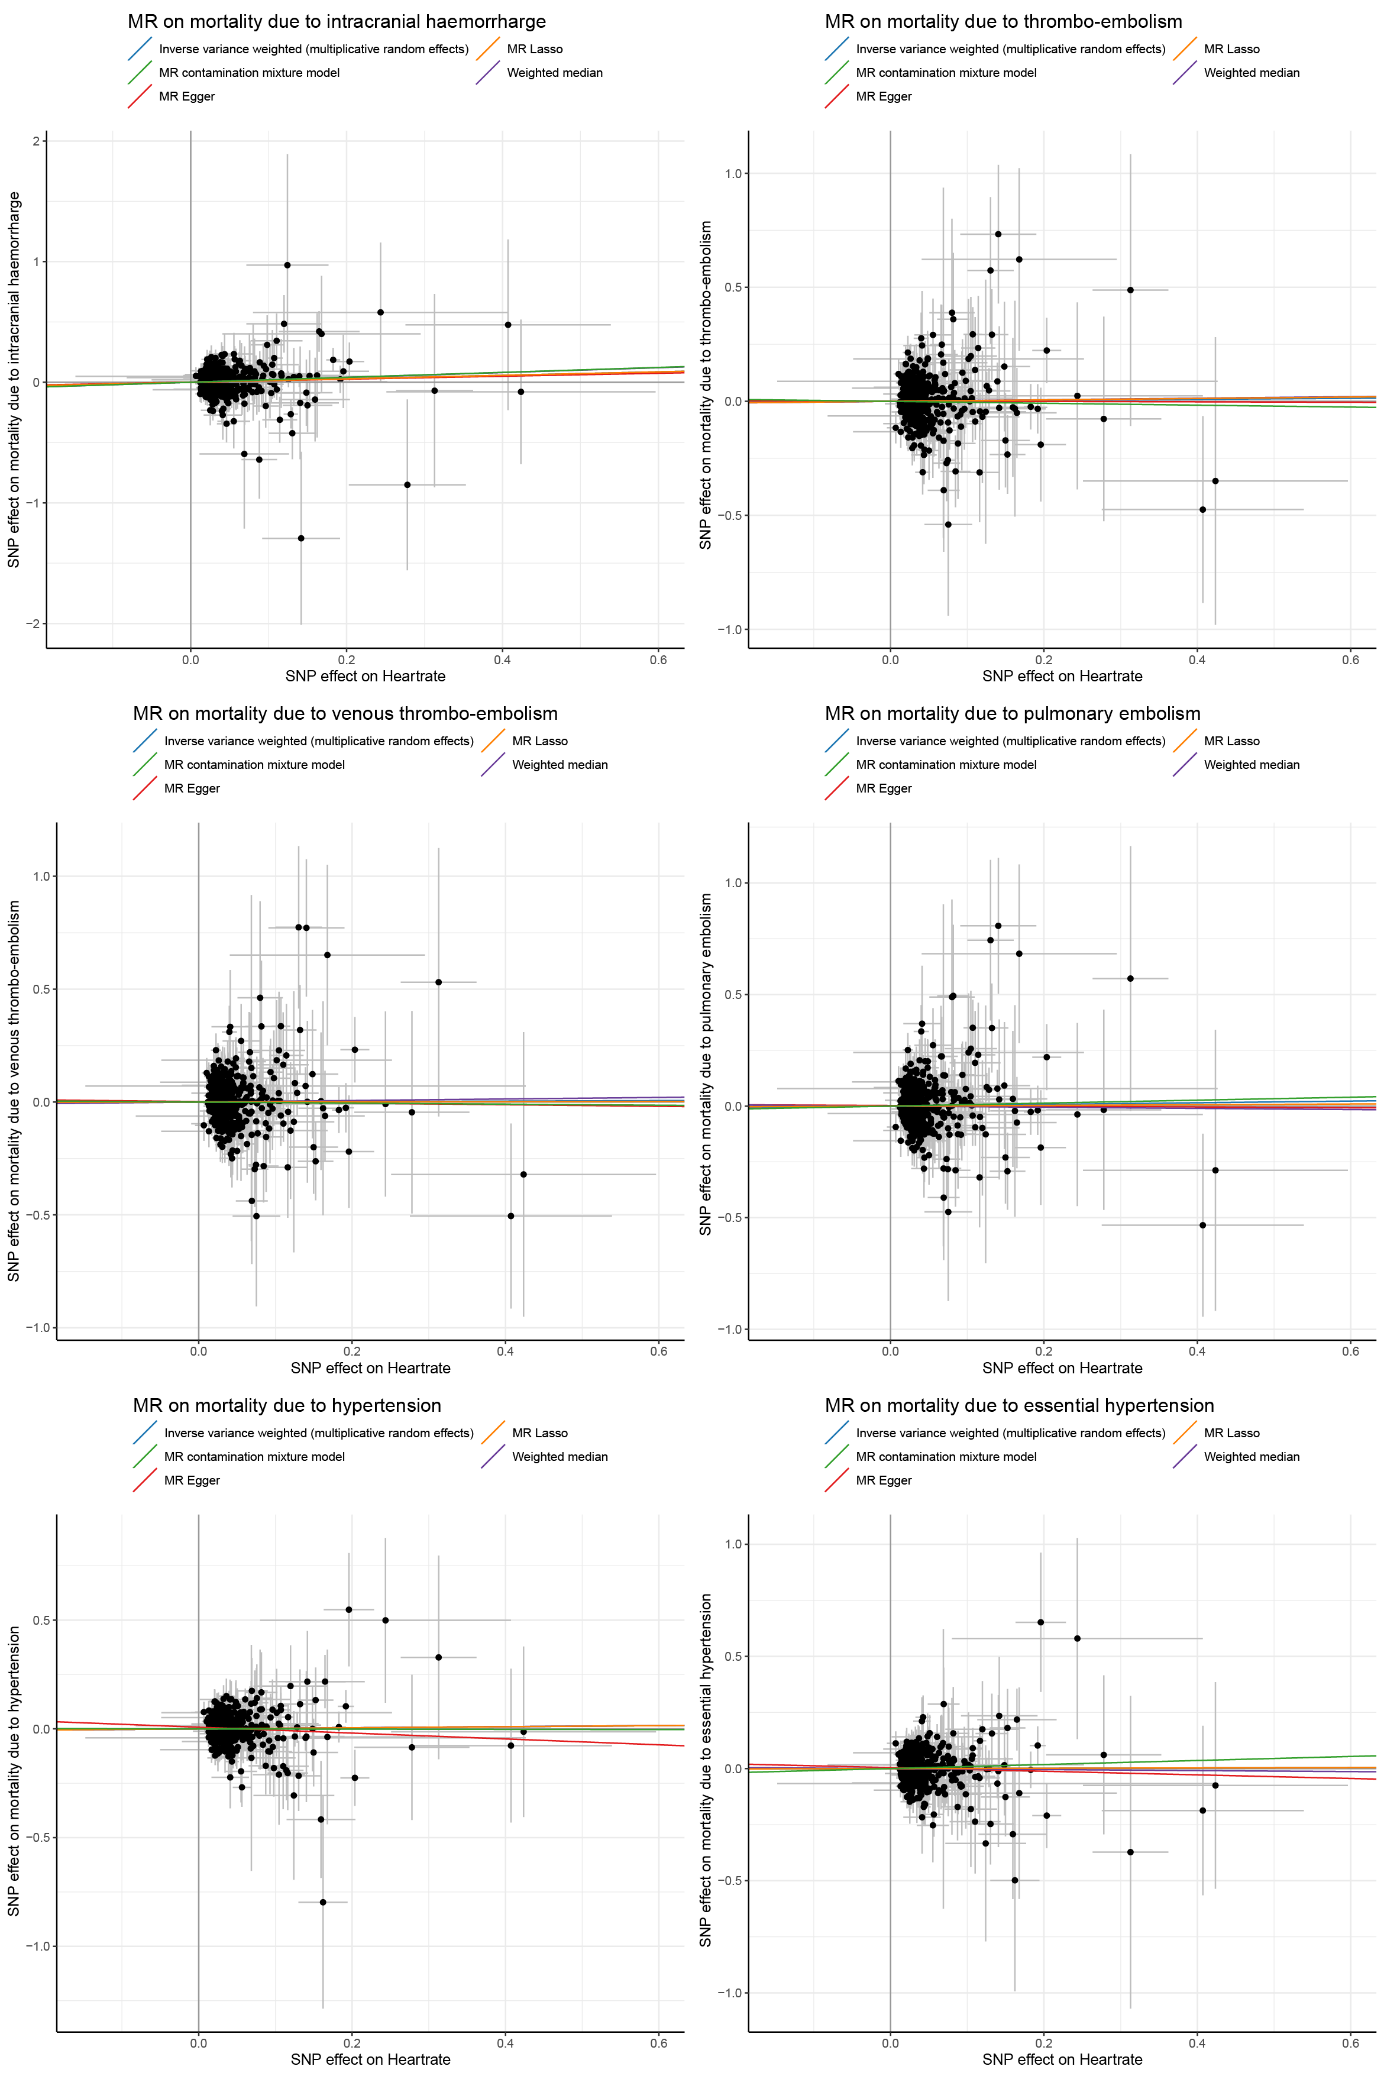 MR on mortality due to intracranial haemorrharge
Inverse variance weighted (multiplicative random effects)
MR Lasso
MR contamination mixture model
Weighted median
MR Egger
SNP effect on mortality due to intracranial haemorrharge
2
1
0
−1
−2
0.0
0.2
0.4
0.6
SNP effect on Heartrate
MR on mortality due to thrombo-embolism
Inverse variance weighted (multiplicative random effects)
MR Lasso
MR contamination mixture model
Weighted median
MR Egger
SNP effect on mortality due to thrombo-embolism
1.0
0.5
0.0
−0.5
−1.0
0.0
0.2
0.4
0.6
SNP effect on Heartrate
MR on mortality due to venous thrombo-embolism
Inverse variance weighted (multiplicative random effects)
MR Lasso
MR contamination mixture model
Weighted median
MR Egger
SNP effect on mortality due to venous thrombo-embolism
1.0
0.5
0.0
−0.5
−1.0
0.0
0.2
0.4
0.6
SNP effect on Heartrate
MR on mortality due to pulmonary embolism
Inverse variance weighted (multiplicative random effects)
MR Lasso
MR contamination mixture model
Weighted median
MR Egger
SNP effect on mortality due to pulmonary embolism
1.0
0.5
0.0
−0.5
−1.0
0.0
0.2
0.4
0.6
SNP effect on Heartrate
MR on mortality due to hypertension
Inverse variance weighted (multiplicative random effects)
MR Lasso
MR contamination mixture model
Weighted median
MR Egger
SNP effect on mortality due to hypertension
0.5
0.0
−0.5
−1.0
0.0
0.2
0.4
0.6
SNP effect on Heartrate
MR on mortality due to essential hypertension
Inverse variance weighted (multiplicative random effects)
MR Lasso
MR contamination mixture model
Weighted median
MR Egger
SNP effect on mortality due to essential hypertension
1.0
0.5
0.0
−0.5
−1.0
0.0
0.2
0.4
0.6
SNP effect on Heartrate